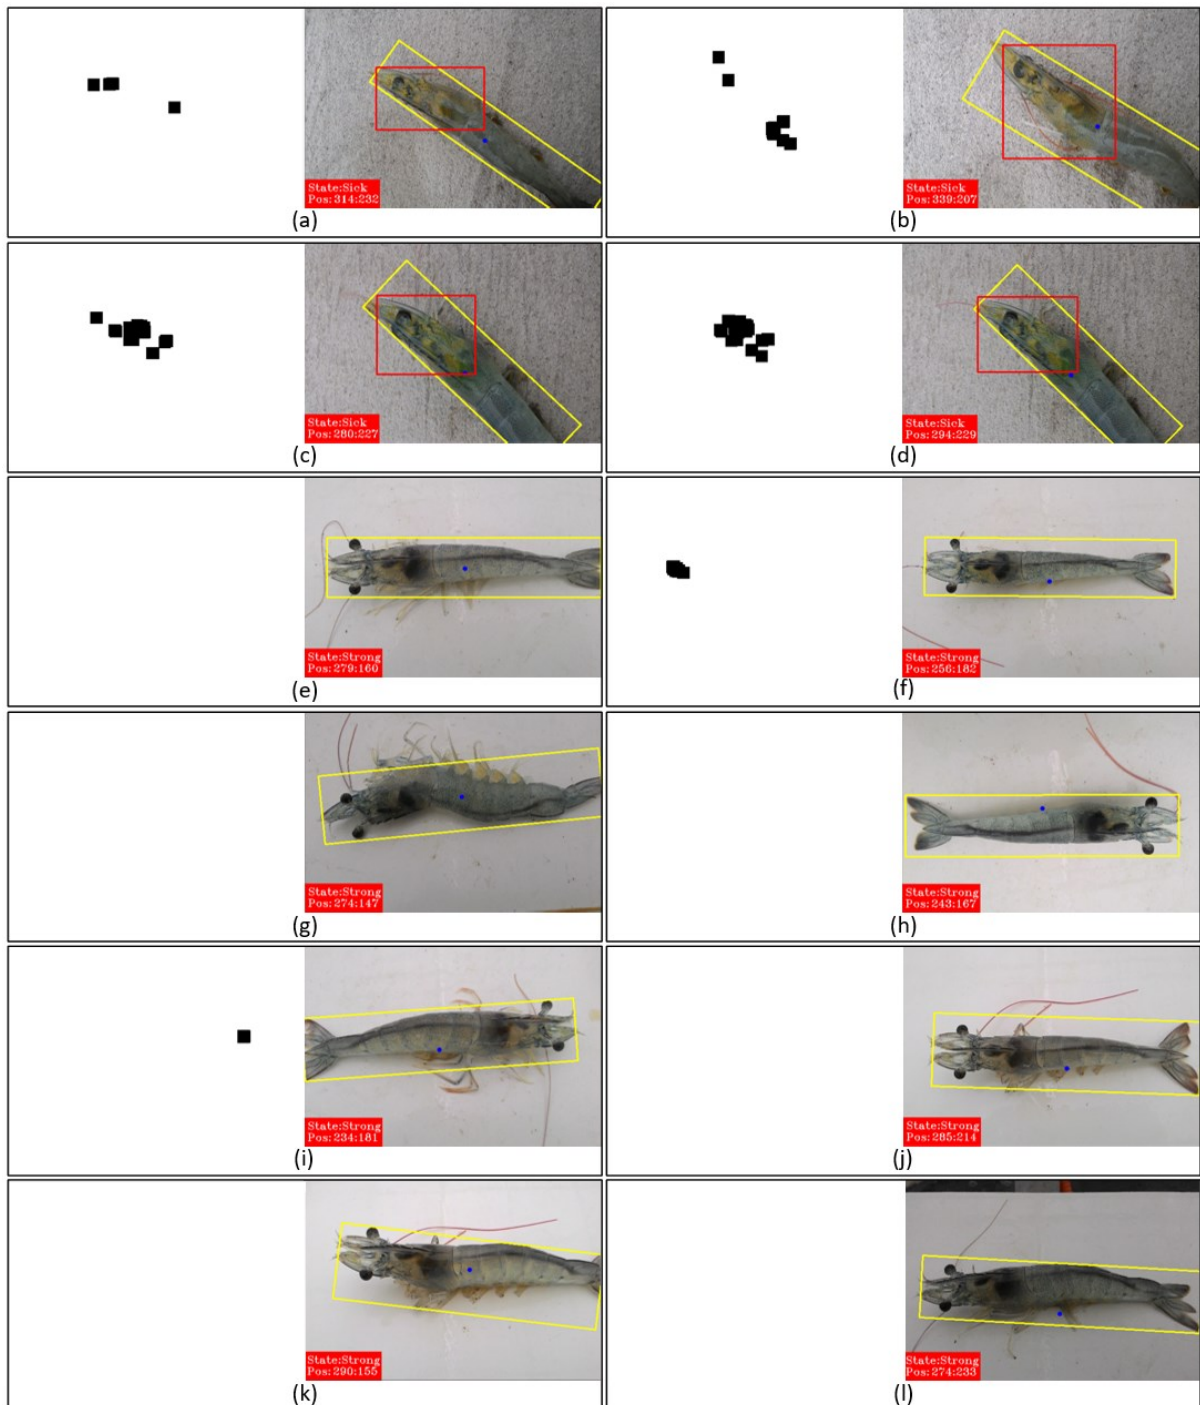 State:Sick
Pos:314:232
(a)
State:Sick
Pos:339:207
(b)
State:Sick
Pos:280:227
(c)
State:Sick
Pos:294:229
(d)
State:Strong
Pos:279:160
(e)
State:Strong
Pos:256:182
(f)
State:Strong
Pos:274:147
(g)
State:Strong
Pos:243:167
(h)
State:Strong
Pos:234:181
(i)
State:Strong
Pos:285:214
(j)
State:Strong
Pos:290:155
(k)
State:Strong
Pos:274:233
(l)